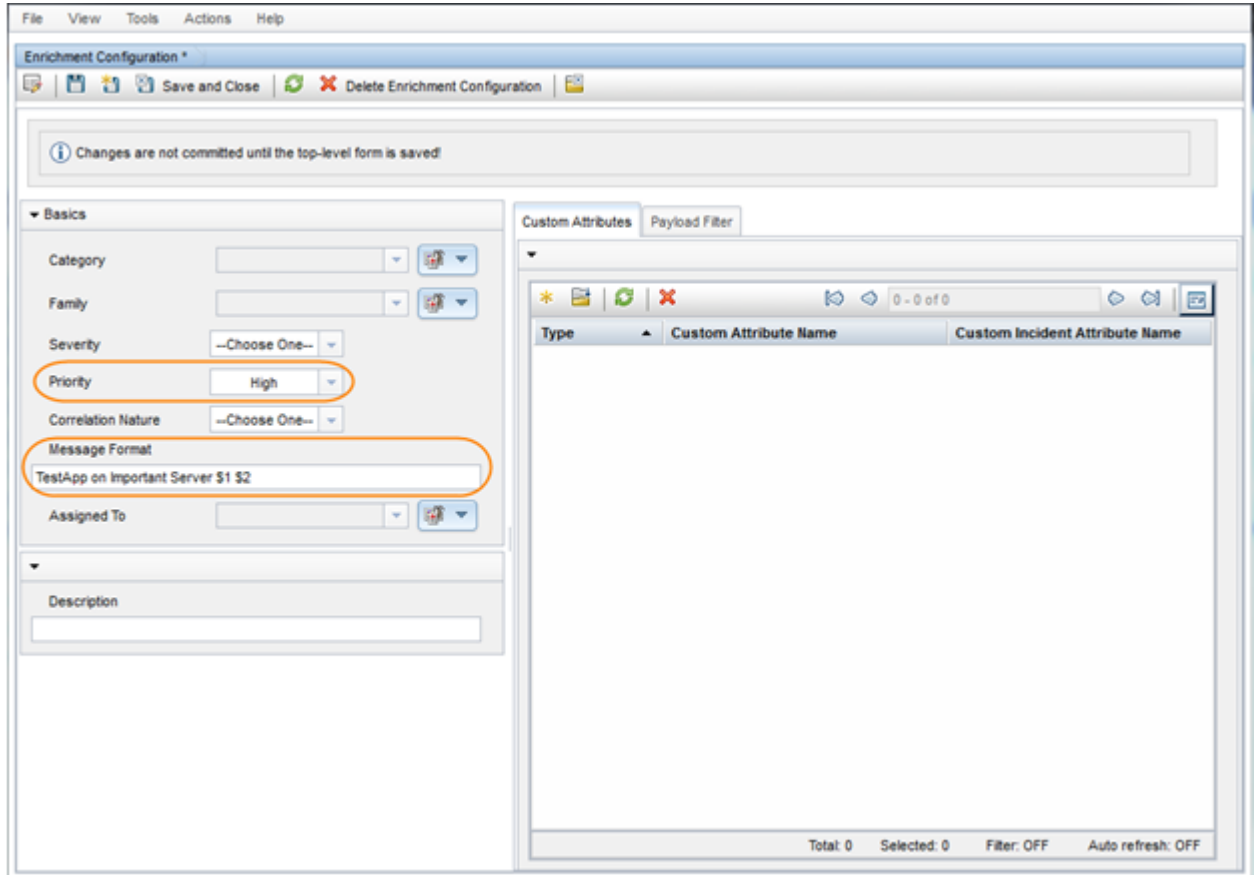 File View Tools Actions Help
Enrichment Configuration *
Save and Close Delete Enrichment Configuration
Changes are not committed until the top-level form is saved!
Basics
Category
Family
Severity --Choose One--
Priority High
Correlation Nature --Choose One--
Message Format
TestApp on Important Server $1 $2
Assigned To
Description
Custom Attributes Payload Filter
0 - 0 of 0
Type Custom Attribute Name Custom Incident Attribute Name
Total: 0 Selected: 0 Filter: OFF Auto refresh: OFF